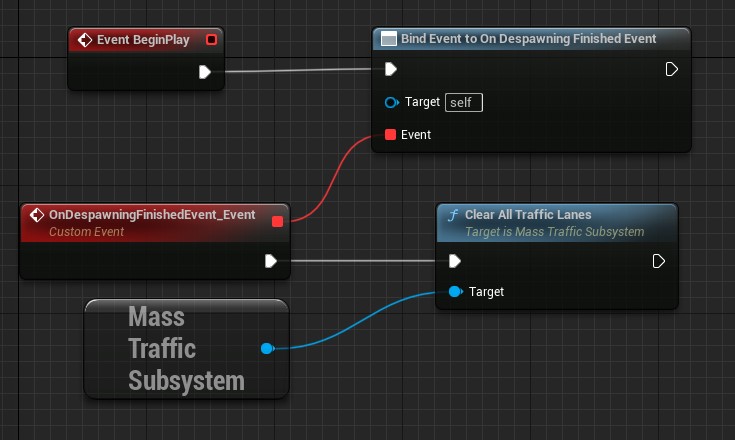 Event BeginPlay
Bind Event to On Despawning Finished Event
Target self
Event
OnDespawningFinishedEvent_Event
Custom Event
Clear All Traffic Lanes
Target is Mass Traffic Subsystem
Target
Mass
Traffic
Subsystem